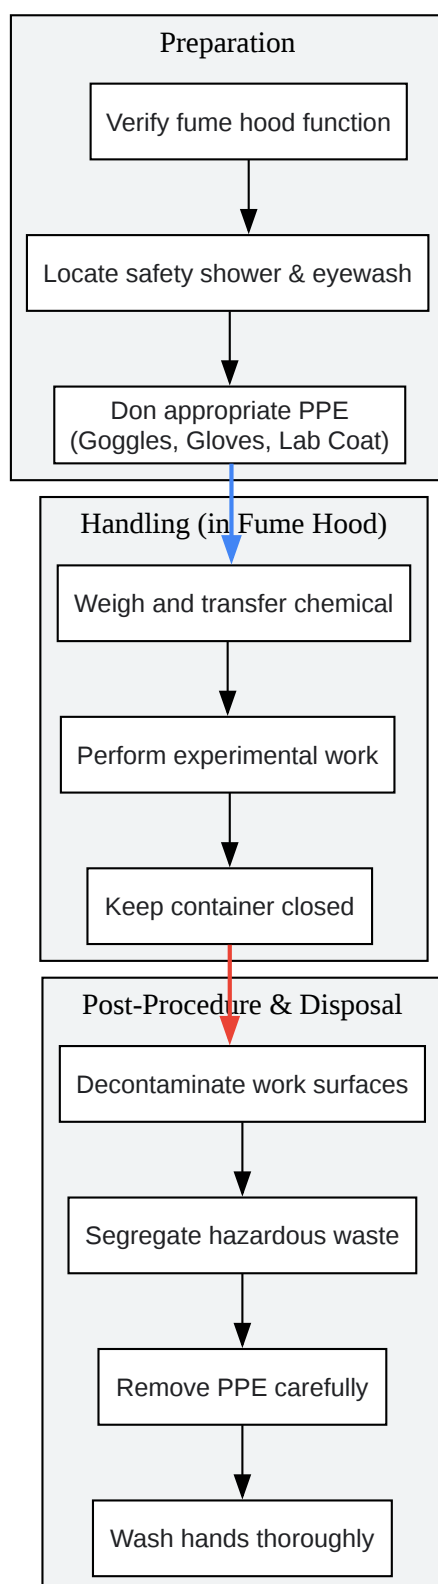 Preparation
Verify fume hood function
Locate safety shower & eyewash
Don appropriate PPE
(Goggles, Gloves, Lab Coat)
Handling (in Fume Hood)
Weigh and transfer chemical
Perform experimental work
Keep container closed
Post-Procedure & Disposal
Decontaminate work surfaces
Segregate hazardous waste
Remove PPE carefully
Wash hands thoroughly